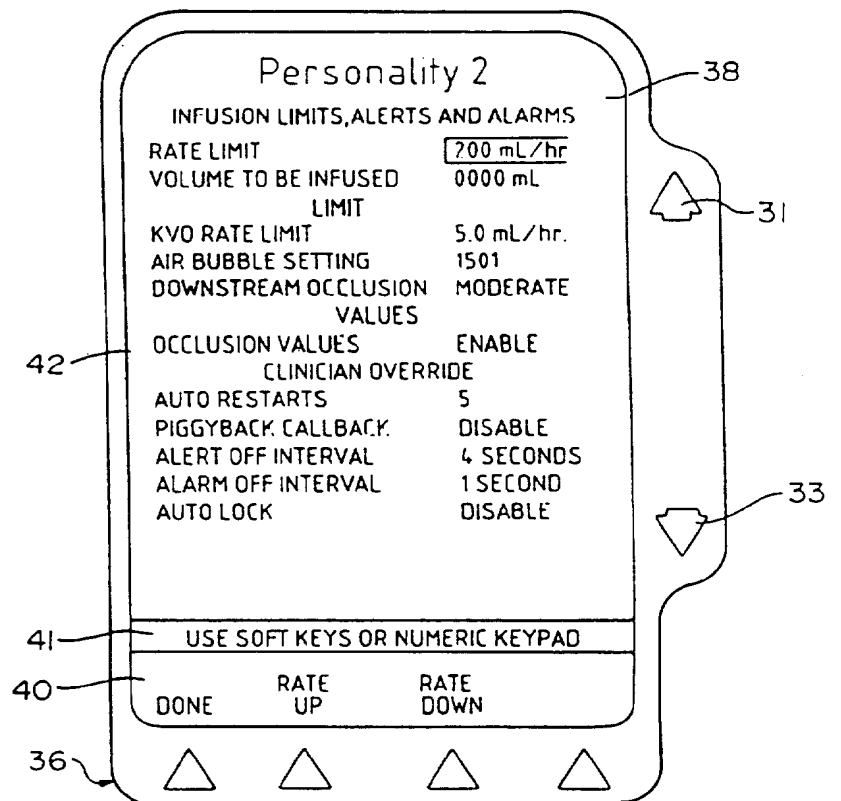 Personality 2
38
INFUSION LIMITS,ALERTS AND ALARMS
RATE LIMIT 200 mL/hr
VOLUME TO BE INFUSED 0000 mL
LIMIT
31
KVO RATE LIMIT 5.0 mL/hr.
AIR BUBBLE SETTING 1501
DOWNSTREAM OCCLUSION MODERATE
VALUES
42
OCCLUSION VALUES ENABLE
CLINICIAN OVERRIDE
AUTO RESTARTS 5
PIGGYBACK CALLBACK DISABLE
ALERT OFF INTERVAL 4 SECONDS
ALARM OFF INTERVAL 1 SECOND
33
AUTO LOCK DISABLE
41
USE SOFT KEYS OR NUMERIC KEYPAD
40
DONE RATE UP RATE DOWN
36